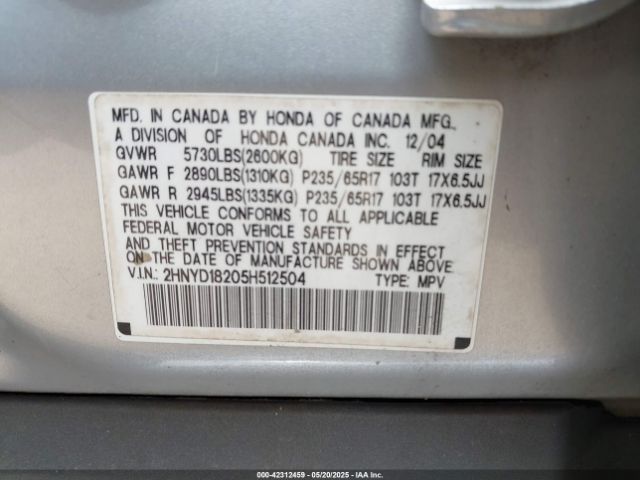 MFD. IN CANADA BY HONDA OF CANADA MFG.,
A DIVISION OF HONDA CANADA INC. 12/04
GVWR 5730LBS(2600KG) TIRE SIZE RIM SIZE
GAWR F 2890LBS(1310KG) P235/65R17 103T 17X6.5JJ
GAWR R 2945LBS(1335KG) P235/65R17 103T 17X6.5JJ
THIS VEHICLE CONFORMS TO ALL APPLICABLE
FEDERAL MOTOR VEHICLE SAFETY
AND THEFT PREVENTION STANDARDS IN EFFECT
ON THE DATE OF MANUFACTURE SHOWN ABOVE.
V.I.N.: 2HNYD18205H512504 TYPE: MPV
000-42312459 - 05/20/2025 - IAAI.COM